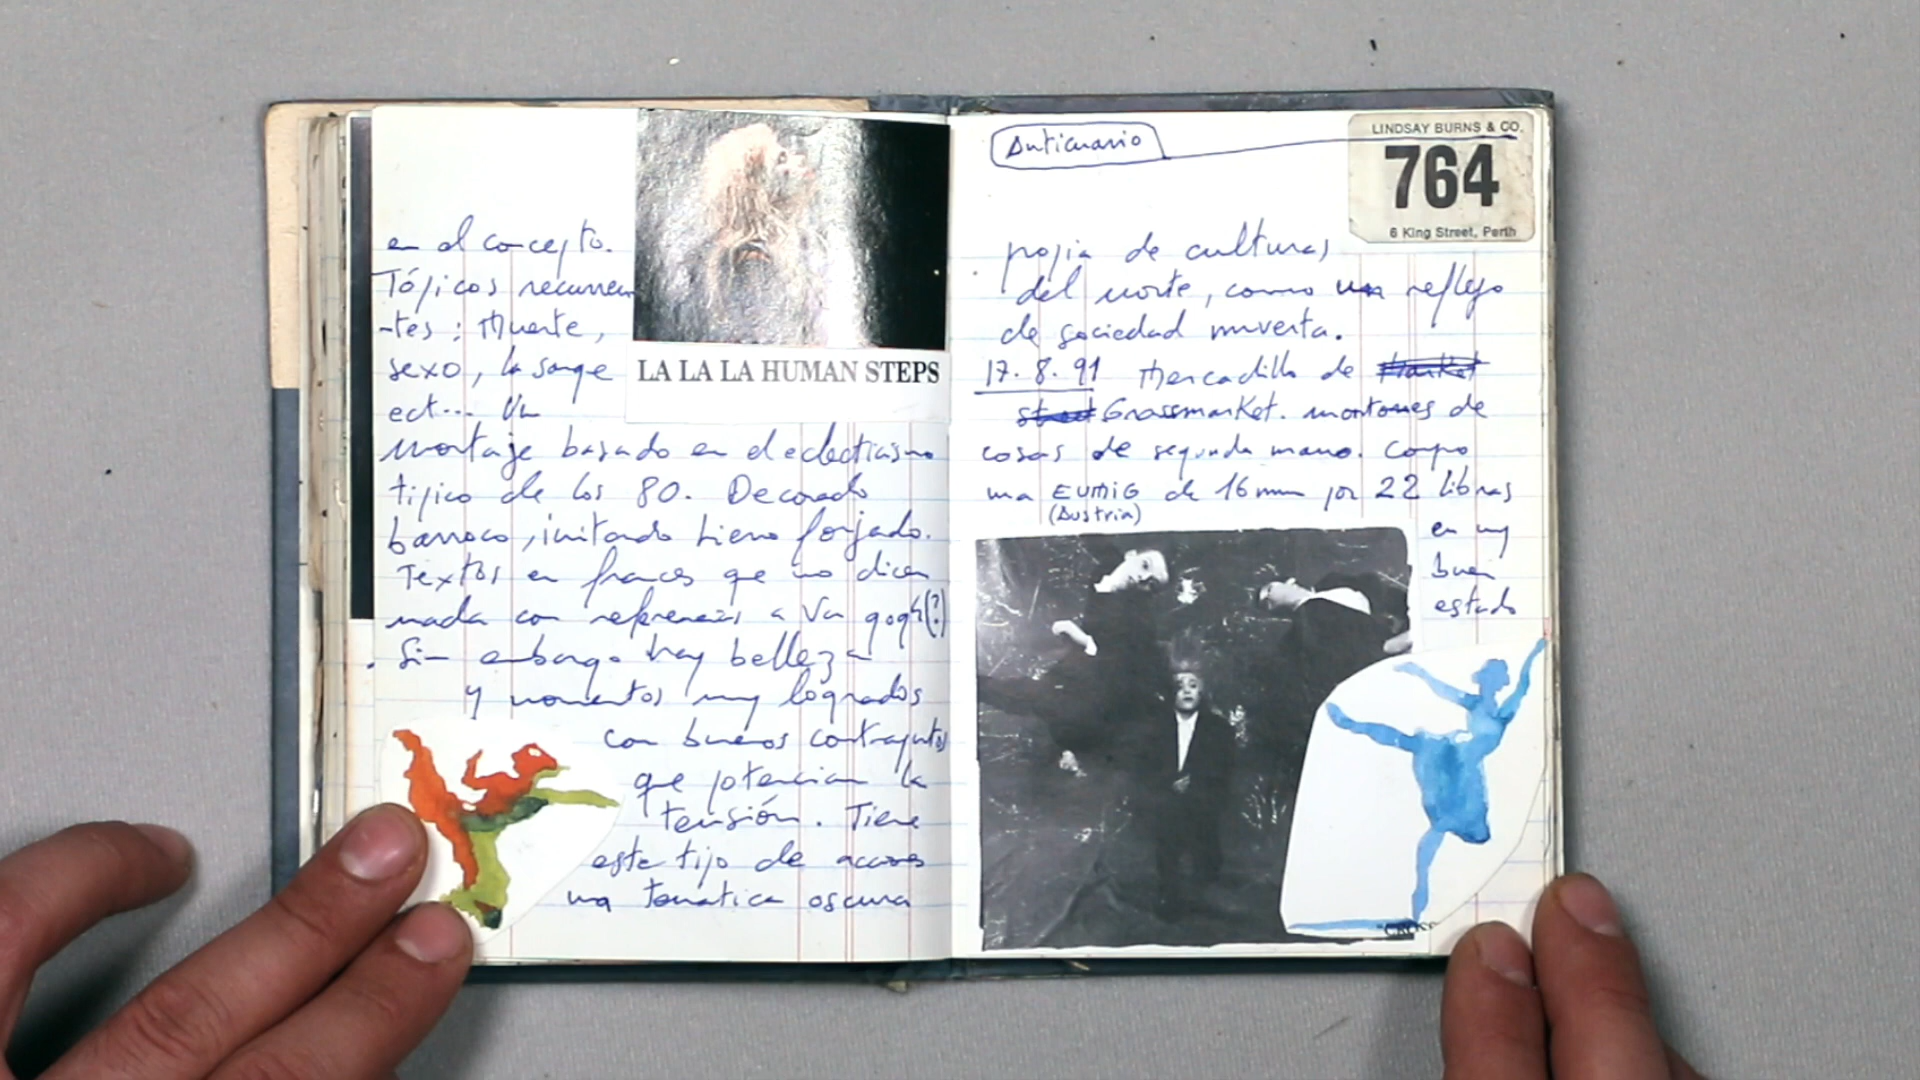 en el concepto.
Tópicos recurren
-tes: Muerte,
sexo, la sangre
ect... Un
montaje basado en el eclecticismo
tipico de los 80. Decorado
barroco, imitando hierro forjado.
Textos en frances que no dicen
nada con referencias a Van gogh(?)
. Sin embargo hay belleza
y momentos muy logrados
con buenos contrapuntos
que potencian la
tensión. Tiene
este tipo de acciones
una tematica oscura
LA LA LA HUMAN STEPS
Anticuario
LINDSAY BURNS & CO.
764
6 King Street, Perth
propia de culturas
del norte, como un reflejo
de sociedad muerta.
17.8.91 Mercadillo de Market
street Grassmarket. montones de
cosas de segunda mano. Compro
una EUMIG de 16mm por 22 libras
(Austria)
en muy
buen
estado